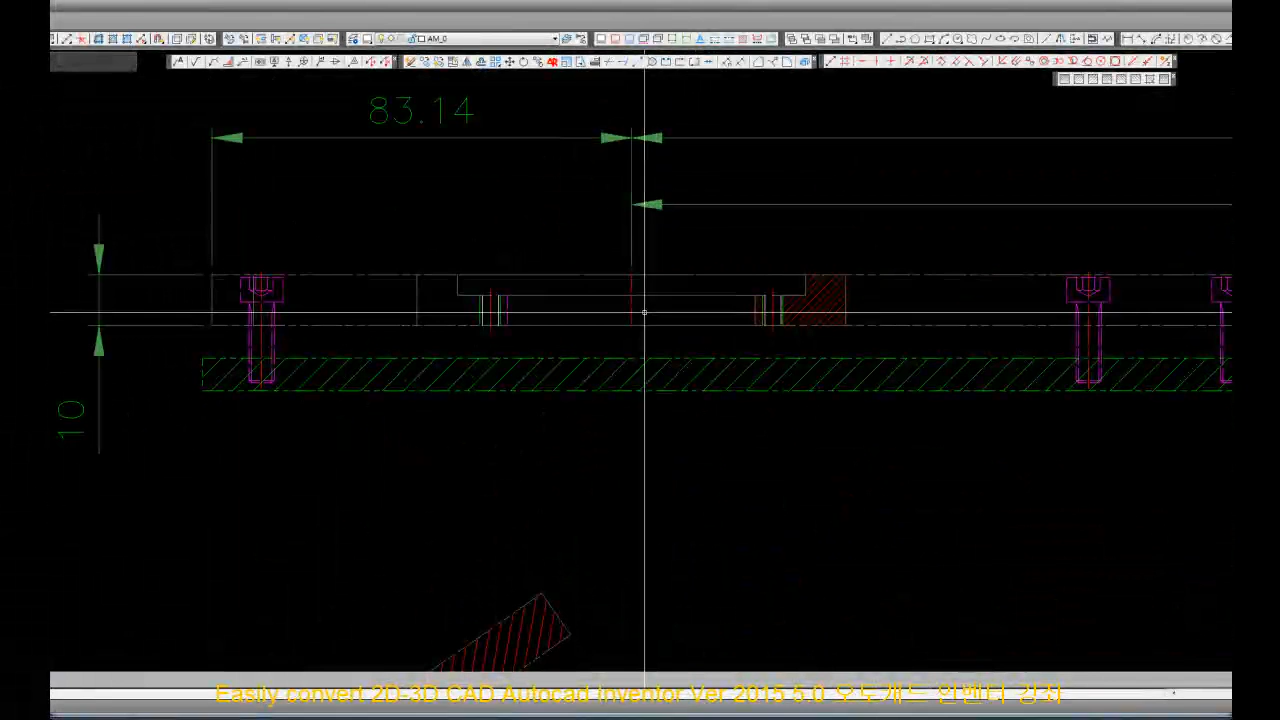 AM_0
83.14
10
Easily convert 2D-3D CAD Autocad inventor Ver 2015 5.0 오토캐드 인벤터 강좌